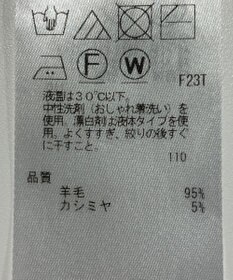 F
W
F23T
液温は30℃以下。
中性洗剤(おしゃれ着洗い)を
使用。漂白剤は液体タイプを使
用。よくすすぎ、絞りの後すぐ
に干すこと。
110
品質
羊毛 95%
カシミヤ 5%